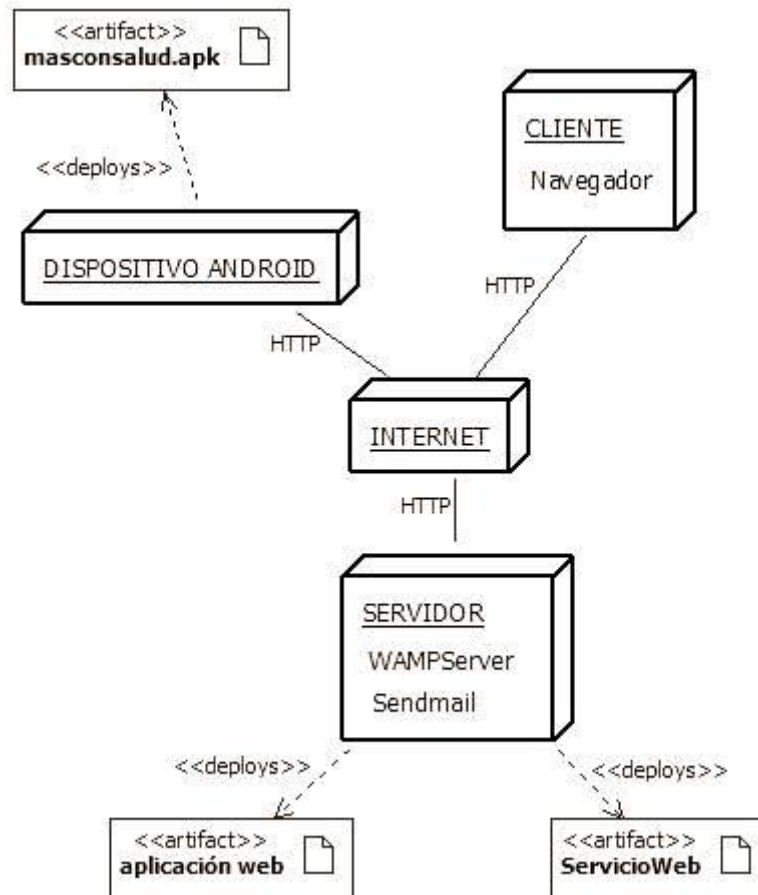 <<artifact>>
masconsalud.apk
<<deploys>>
CLIENTE
Navegador
DISPOSITIVO ANDROID
HTTP
HTTP
INTERNET
HTTP
SERVIDOR
WAMPServer
Sendmail
<<deploys>>
<<deploys>>
<<artifact>>
aplicación web
<<artifact>>
ServicioWeb